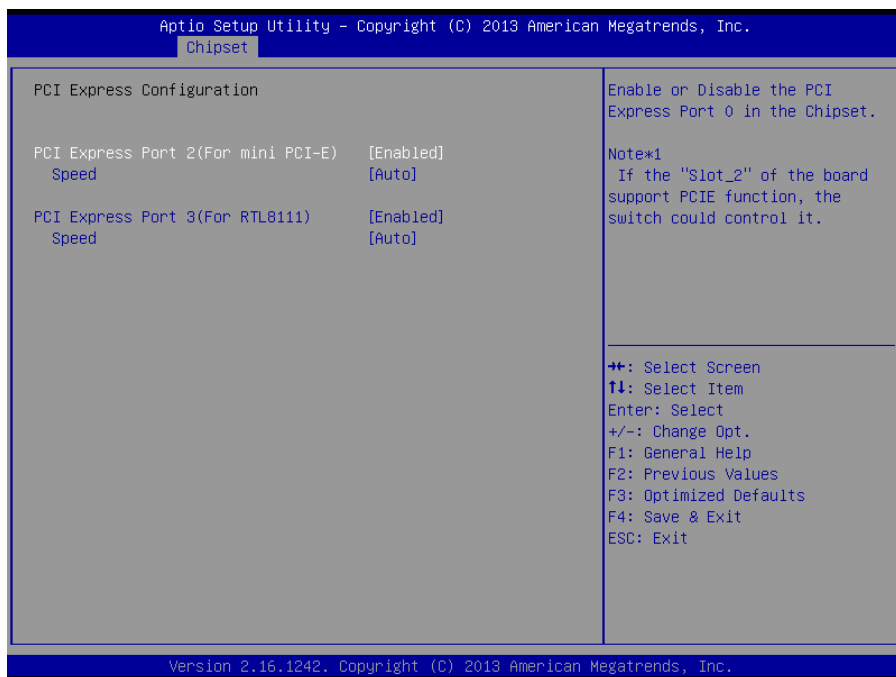 Aptio Setup Utility – Copyright (C) 2013 American Megatrends, Inc.
Chipset
PCI Express Configuration
PCI Express Port 2(For mini PCI-E) [Enabled]
Speed [Auto]
PCI Express Port 3(For RTL8111) [Enabled]
Speed [Auto]
Enable or Disable the PCI
Express Port 0 in the Chipset.
Note*1
If the "Slot_2" of the board
support PCIE function, the
switch could control it.
→←: Select Screen
↑↓: Select Item
Enter: Select
+/-: Change Opt.
F1: General Help
F2: Previous Values
F3: Optimized Defaults
F4: Save & Exit
ESC: Exit
Version 2.16.1242. Copyright (C) 2013 American Megatrends, Inc.